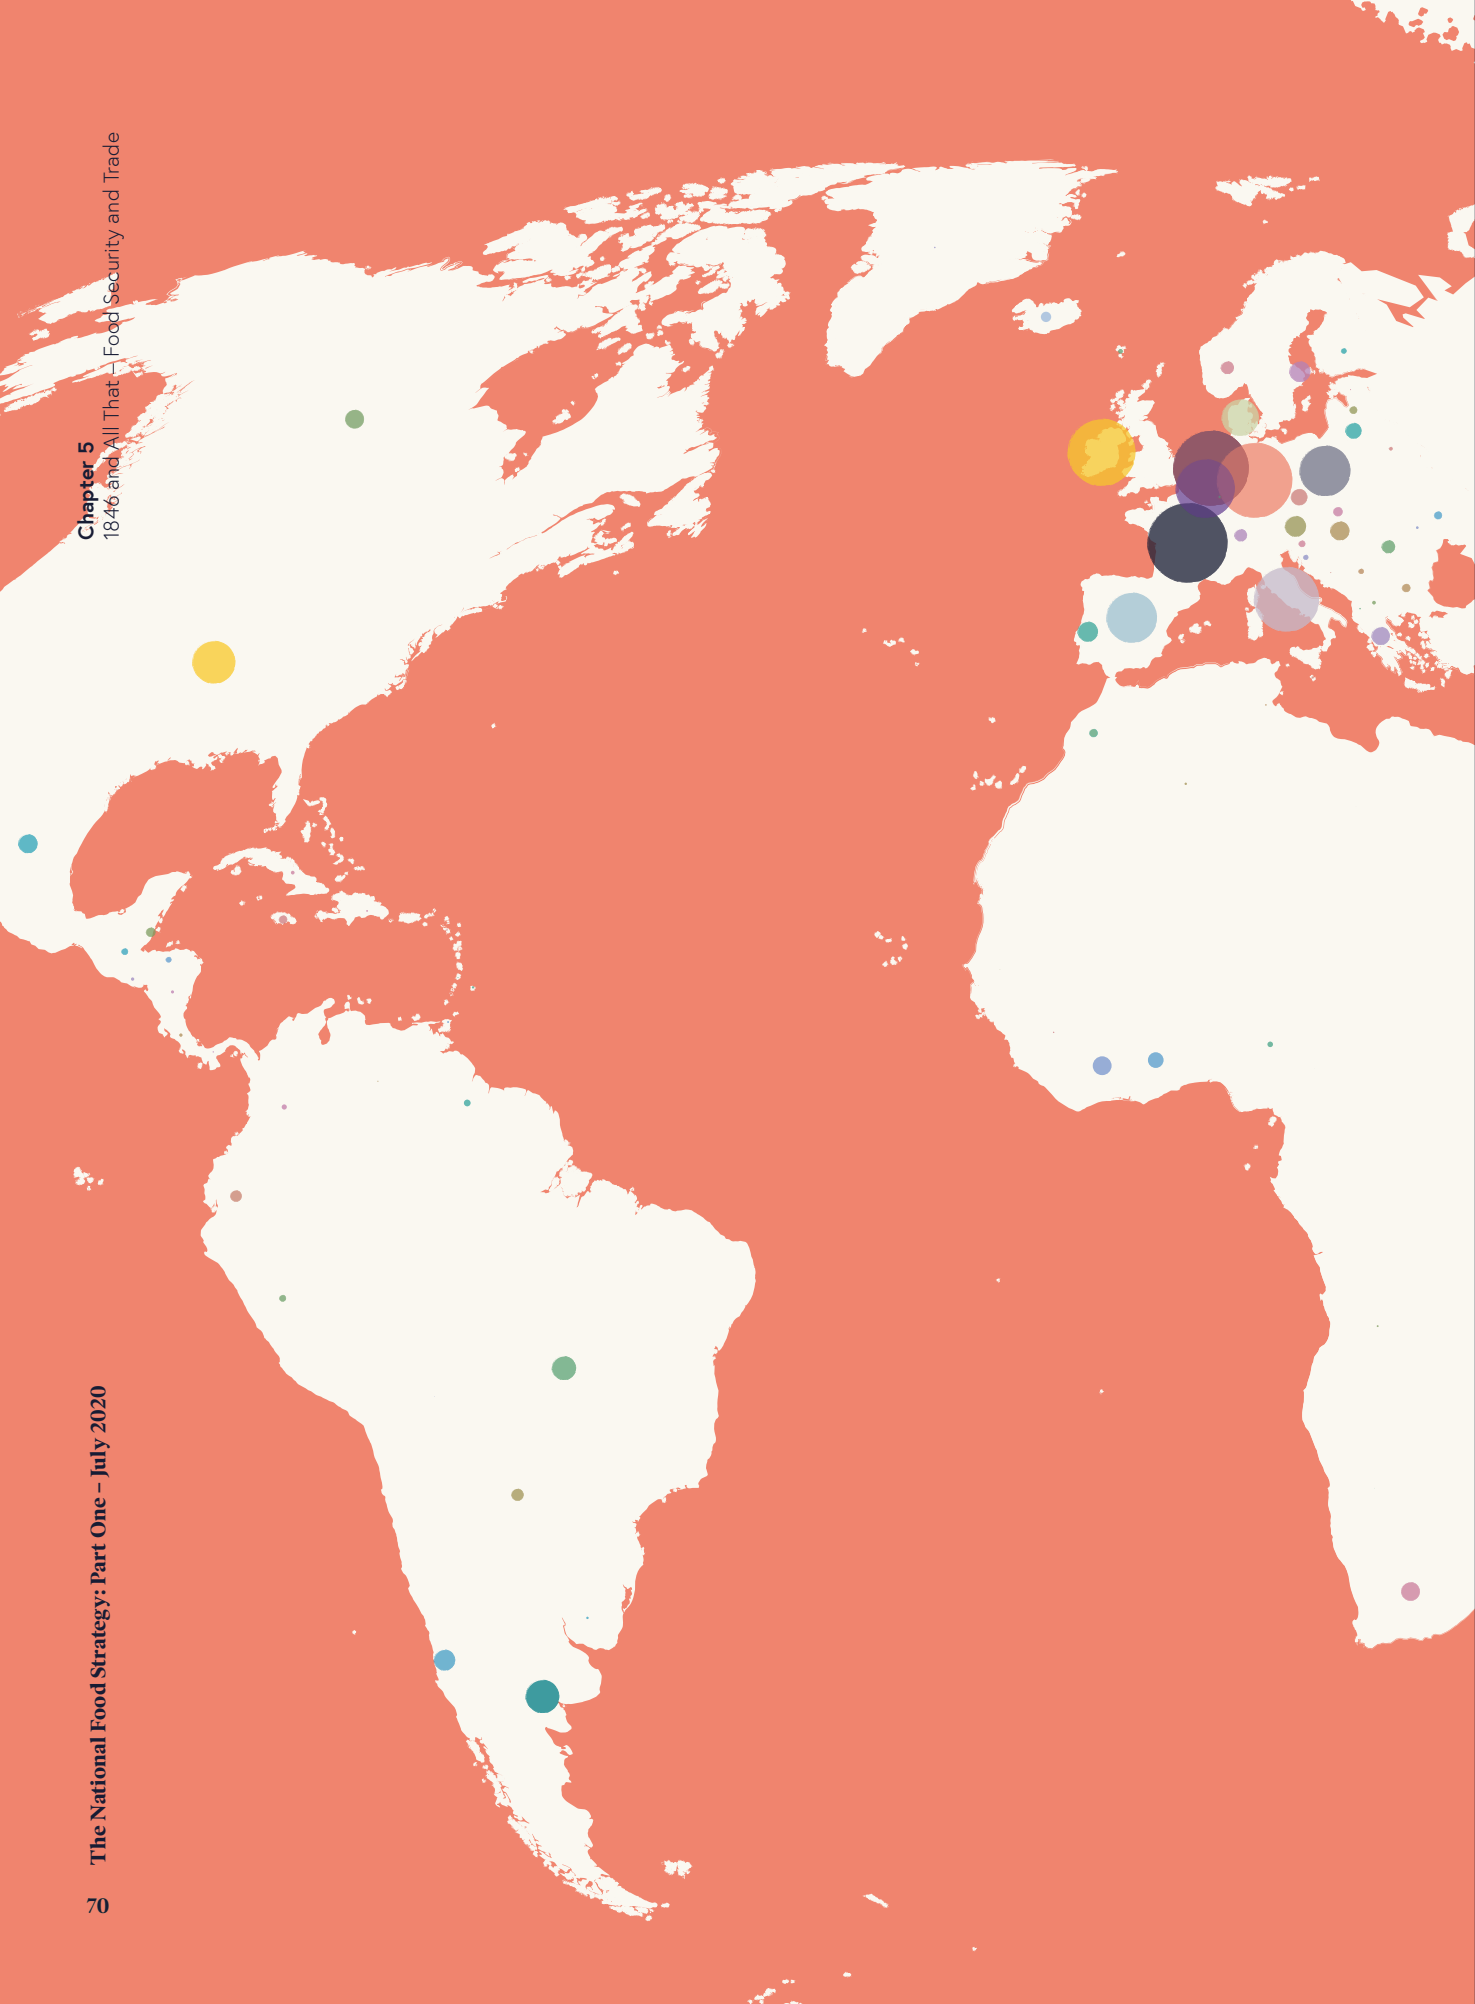 Chapter 5
1846 and All That – Food Security and Trade
The National Food Strategy: Part One – July 2020
70